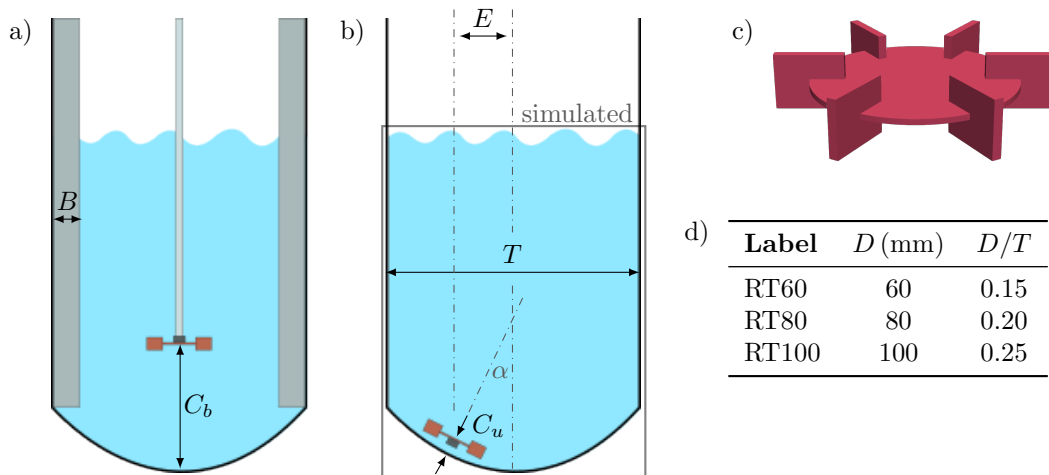 a)
B
C_b
b)
E
simulated
T
α
C_u
c)
d)
Label D (mm) D/T
RT60 60 0.15
RT80 80 0.20
RT100 100 0.25